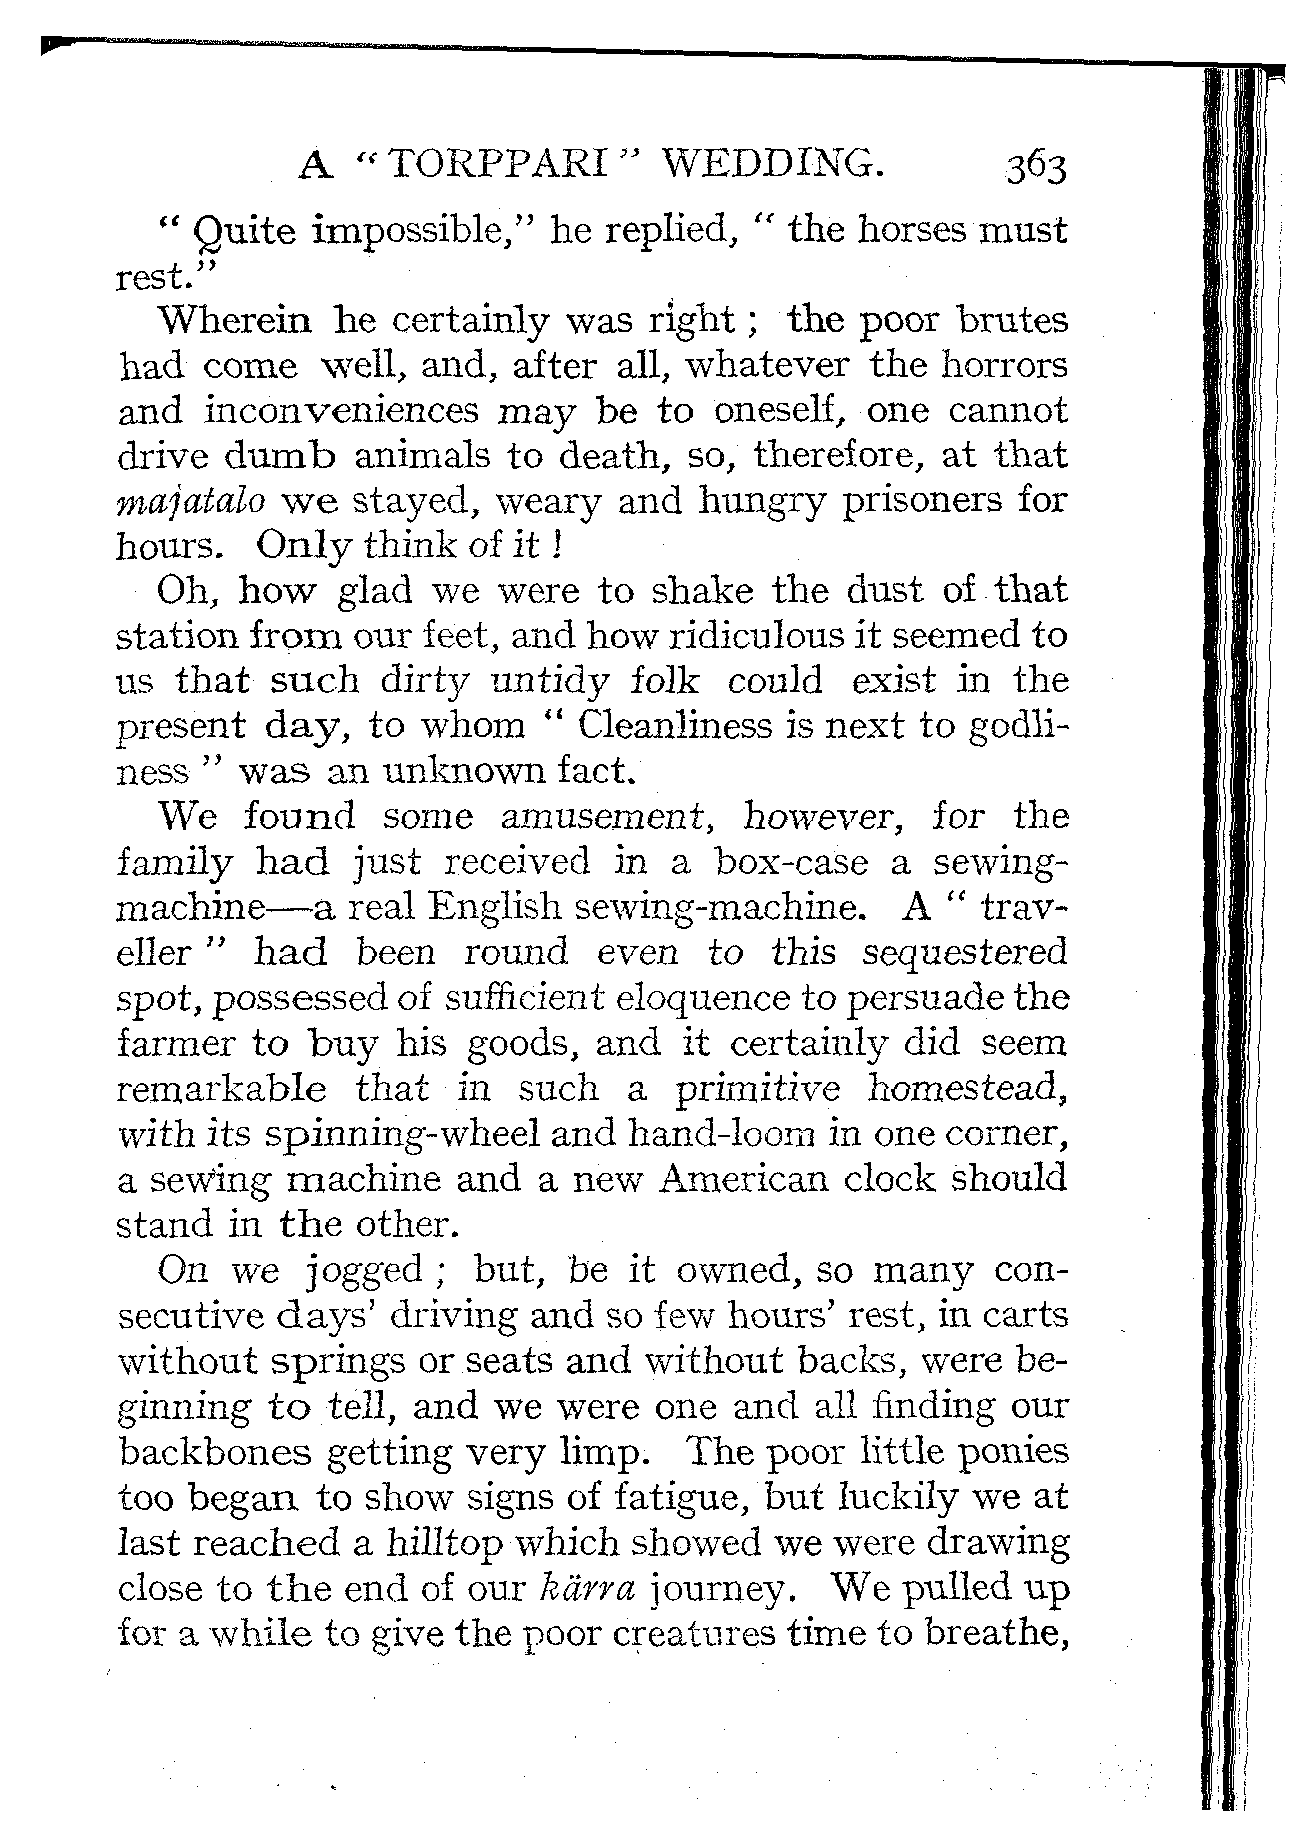 A " TORPPARI " WEDDING. 363
" Quite impossible," he replied, " the horses must
rest."
Wherein he certainly was right ; the poor brutes
had come well, and, after all, whatever the horrors
and inconveniences may be to oneself, one cannot
drive dumb animals to death, so, therefore, at that
majatalo we stayed, weary and hungry prisoners for
hours. Only think of it !
Oh, how glad we were to shake the dust of that
station from our feet, and how ridiculous it seemed to
us that such dirty untidy folk could exist in the
present day, to whom " Cleanliness is next to godli-
ness " was an unknown fact.
We found some amusement, however, for the
family had just received in a box-case a sewing-
machine—a real English sewing-machine. A " trav-
eller " had been round even to this sequestered
spot, possessed of sufficient eloquence to persuade the
farmer to buy his goods, and it certainly did seem
remarkable that in such a primitive homestead,
with its spinning-wheel and hand-loom in one corner,
a sewing machine and a new American clock should
stand in the other.
On we jogged ; but, be it owned, so many con-
secutive days' driving and so few hours' rest, in carts
without springs or seats and without backs, were be-
ginning to tell, and we were one and all finding our
backbones getting very limp. The poor little ponies
too began to show signs of fatigue, but luckily we at
last reached a hilltop which showed we were drawing
close to the end of our kärra journey. We pulled up
for a while to give the poor creatures time to breathe,